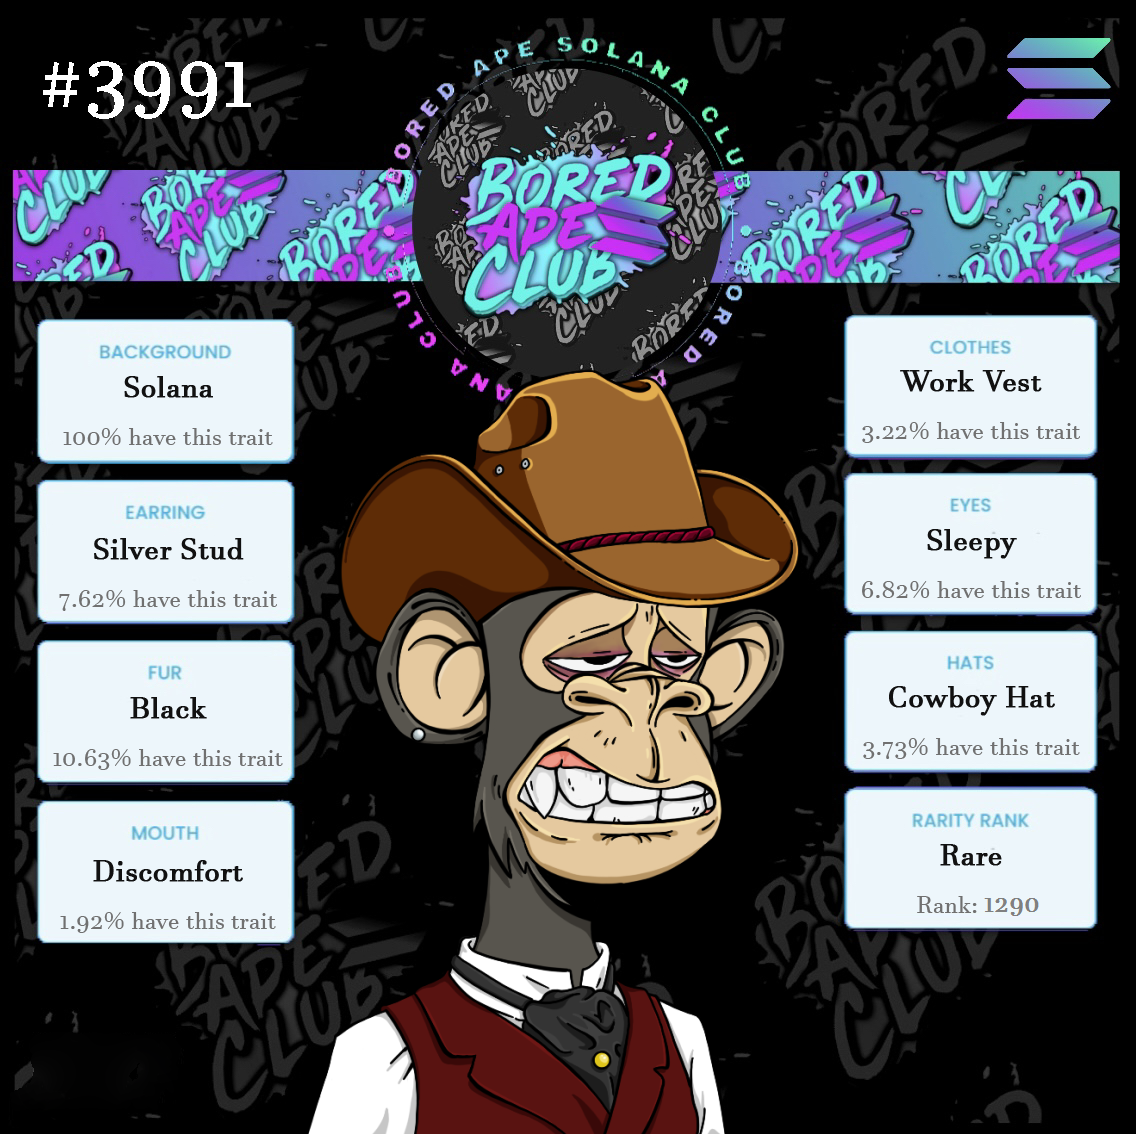 #3991
BORED APE SOLANA CLUB
BORED
APE
CLUB
BACKGROUND
Solana
100% have this trait
EARRING
Silver Stud
7.62% have this trait
FUR
Black
10.63% have this trait
MOUTH
Discomfort
1.92% have this trait
CLOTHES
Work Vest
3.22% have this trait
EYES
Sleepy
6.82% have this trait
HATS
Cowboy Hat
3.73% have this trait
RARITY RANK
Rare
Rank: 1290